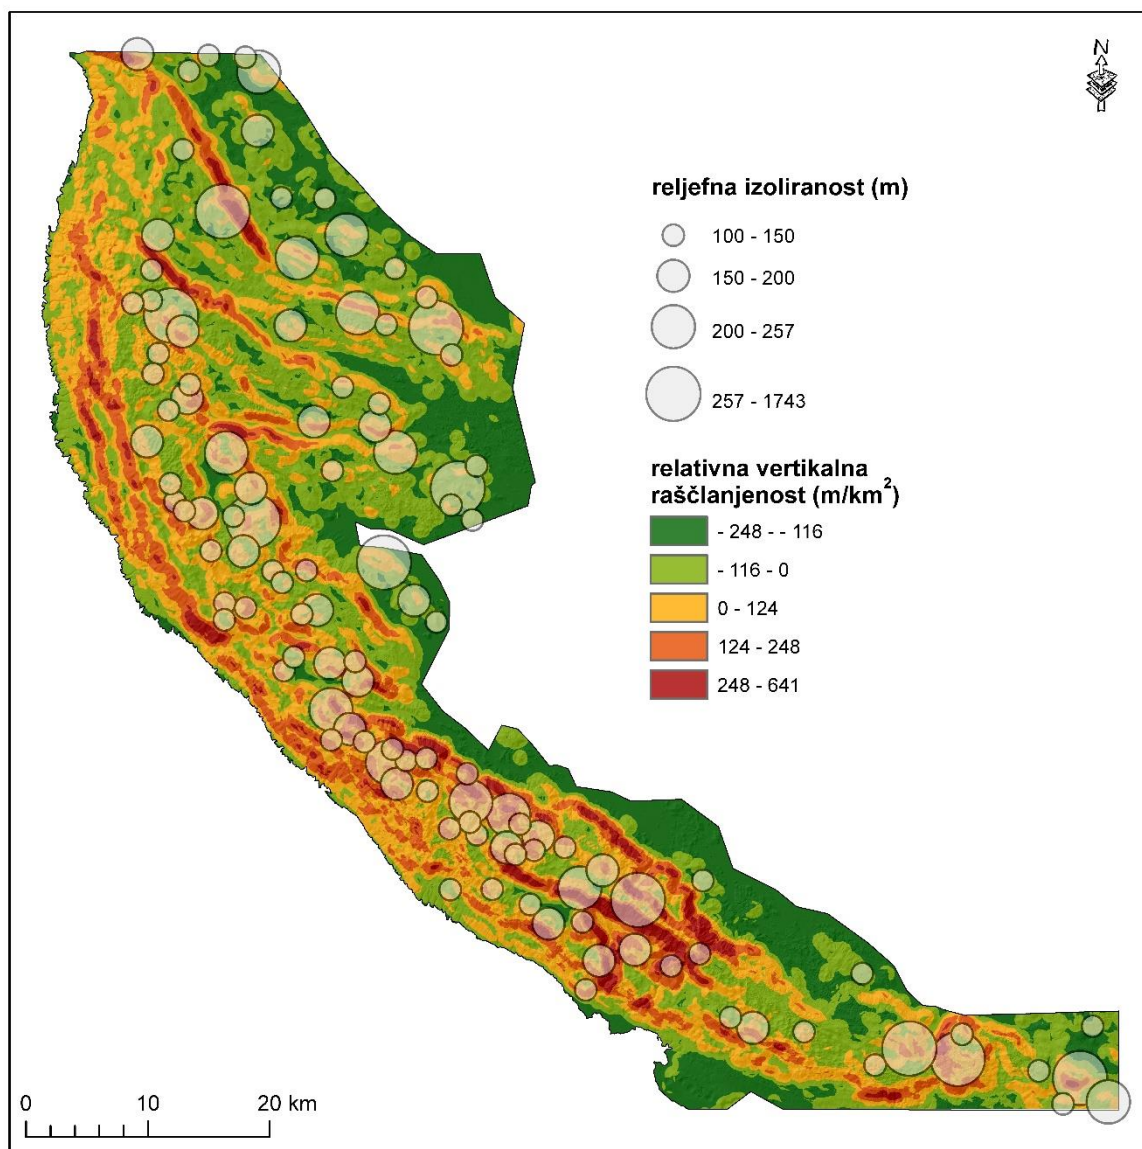 N
reljefna izoliranost (m)
100 - 150
150 - 200
200 - 257
257 - 1743
relativna vertikalna
raščlanjenost (m/km²)
- 248 - - 116
- 116 - 0
0 - 124
124 - 248
248 - 641
0 10 20 km